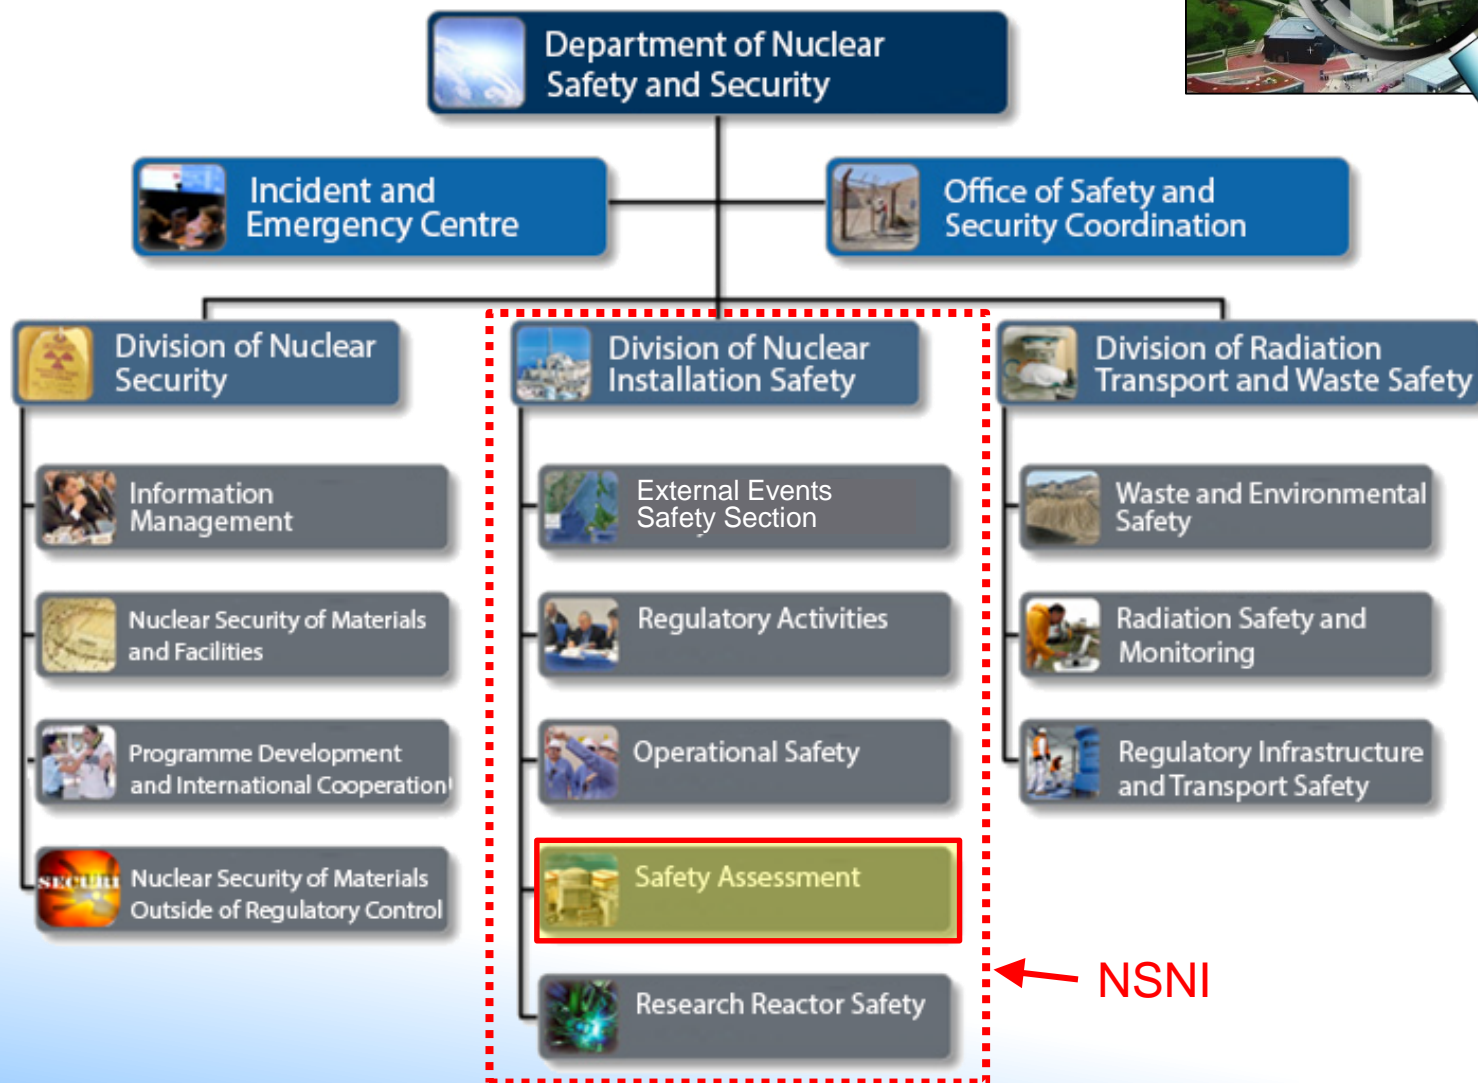 Department of Nuclear
Safety and Security
Incident and
Emergency Centre
Office of Safety and
Security Coordination
Division of Nuclear
Security
Division of Nuclear
Installation Safety
Division of Radiation
Transport and Waste Safety
Information
Management
Nuclear Security of Materials
and Facilities
Programme Development
and International Cooperation
SECURI
Nuclear Security of Materials
Outside of Regulatory Control
External Events
Safety Section
Regulatory Activities
Operational Safety
Safety Assessment
Research Reactor Safety
Waste and Environmental
Safety
Radiation Safety and
Monitoring
Regulatory Infrastructure
and Transport Safety
NSNI